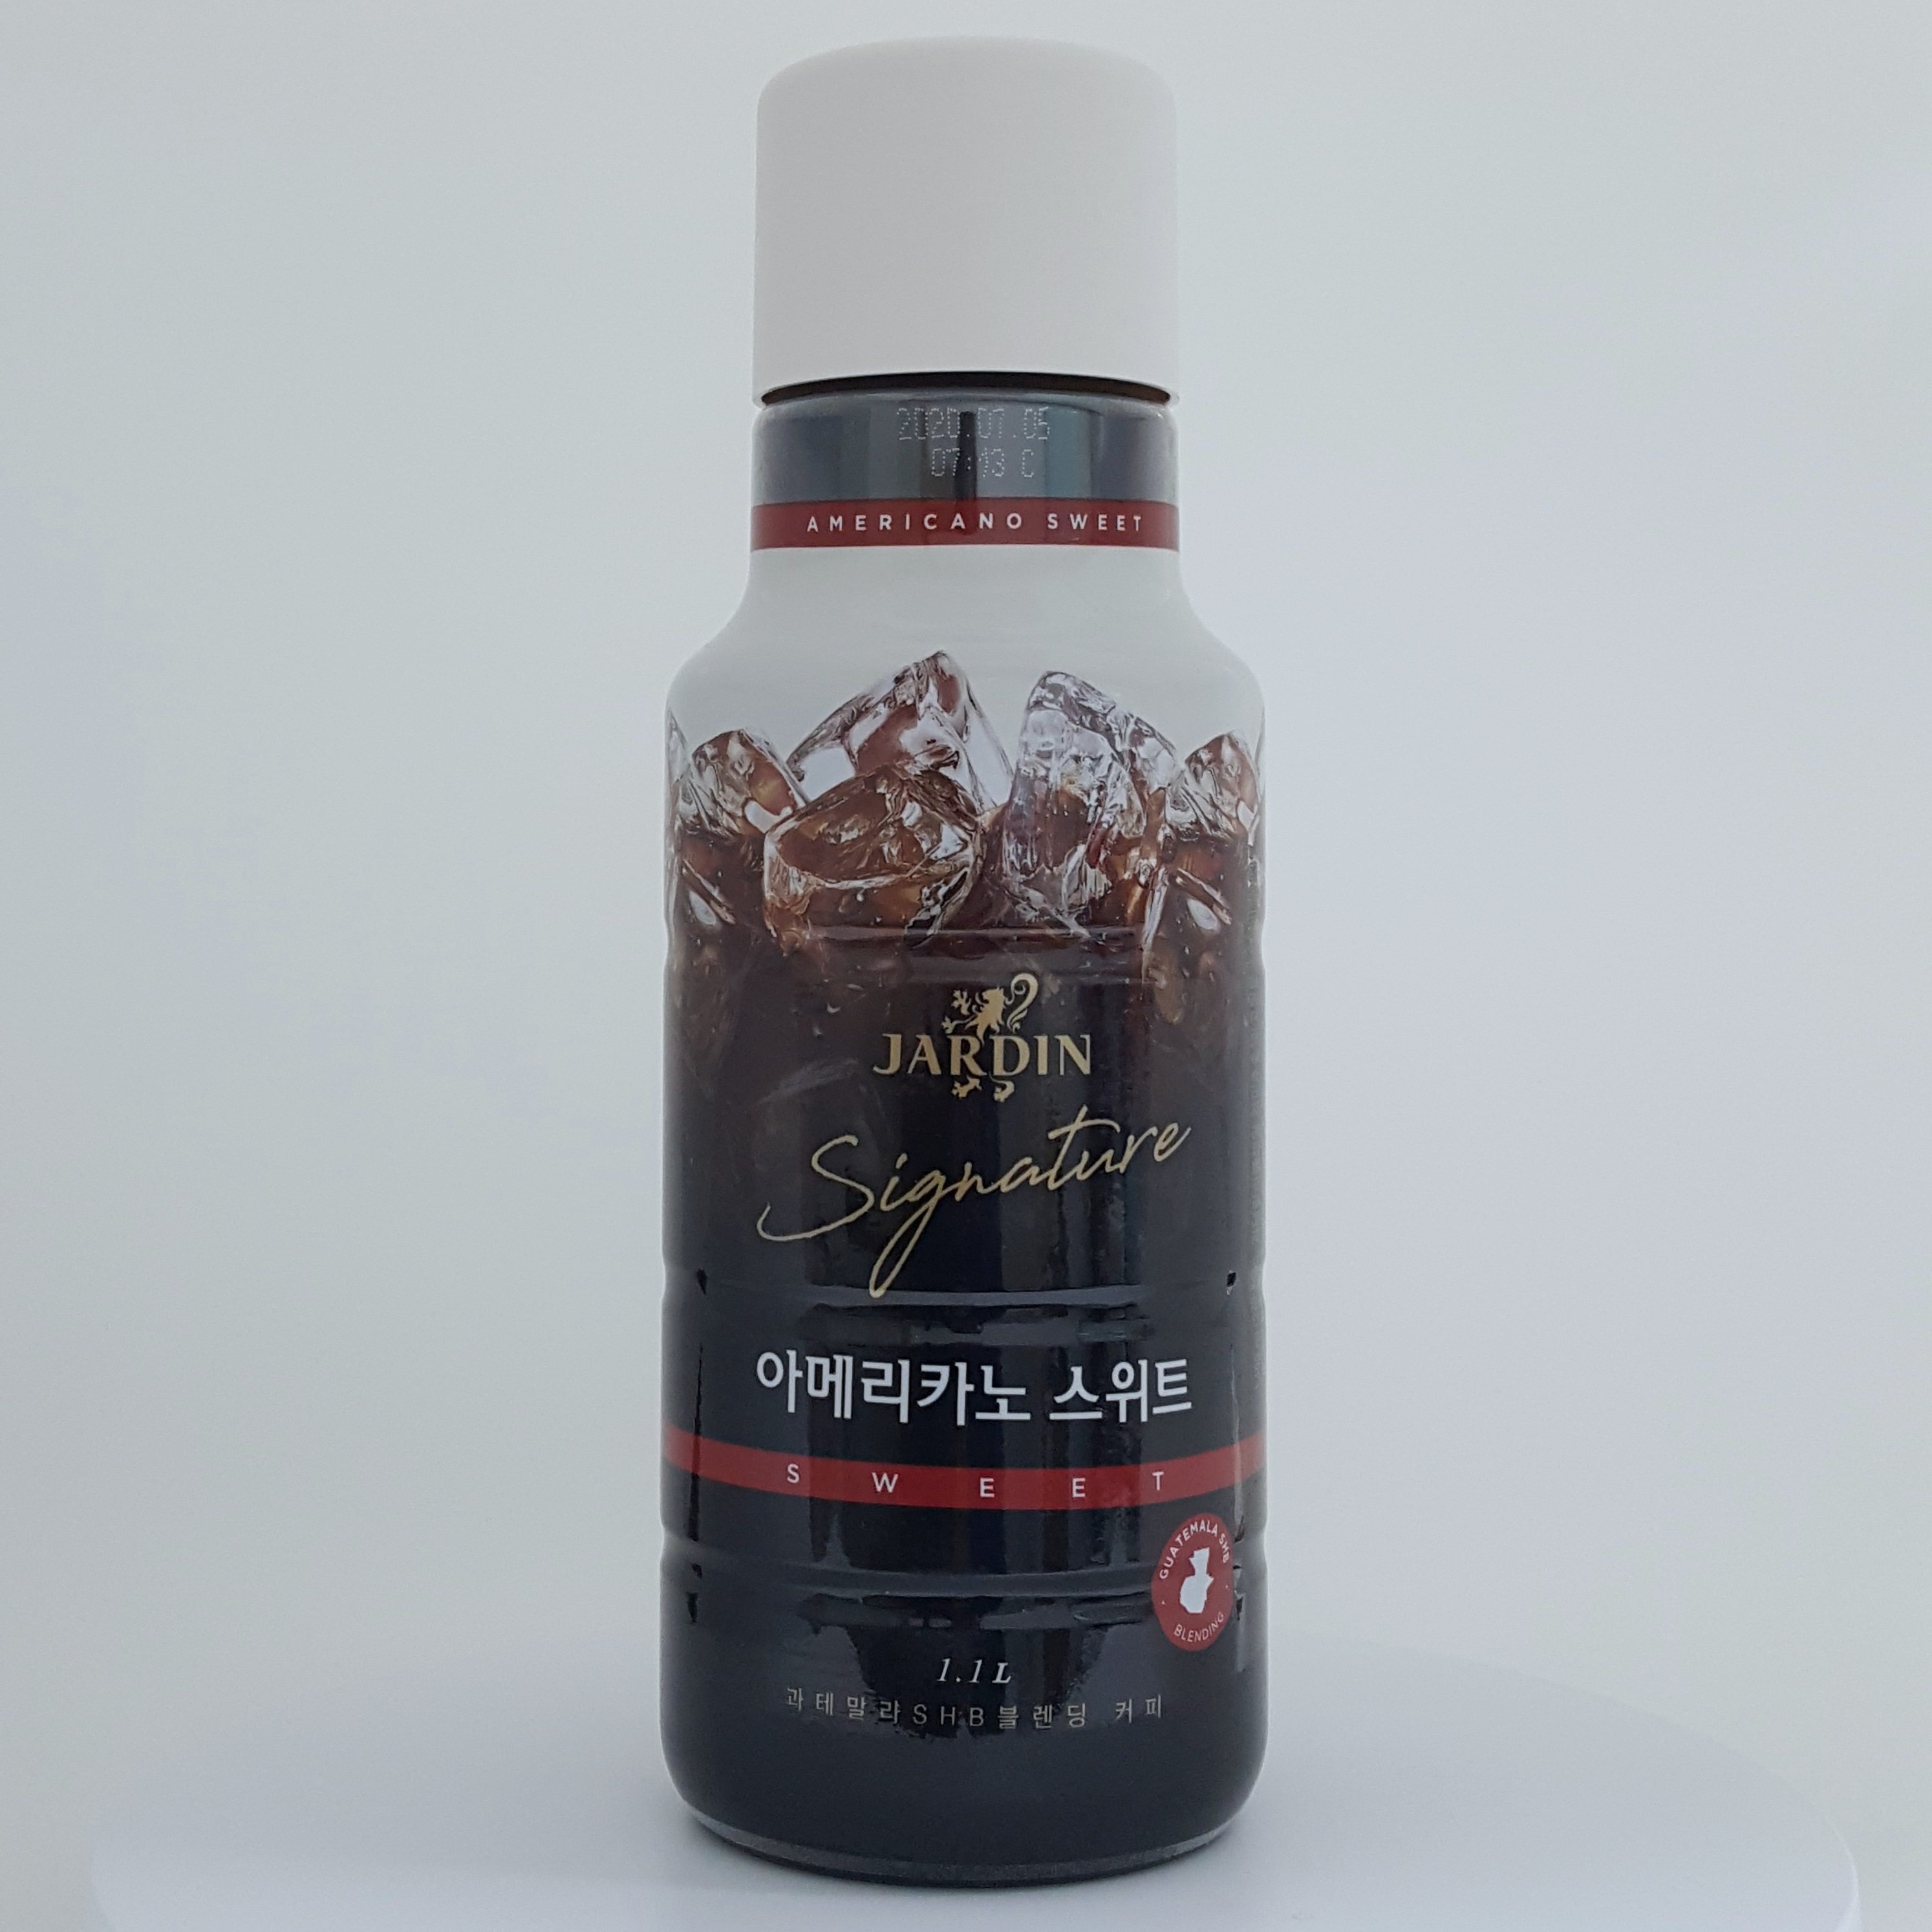 2020.07.05
07:13 C
AMERICANO SWEET
JARDIN
Signature
아메리카노 스위트
SWEET
GUATEMALA SHB
BLENDING
1.1L
과테말라SHB블렌딩 커피